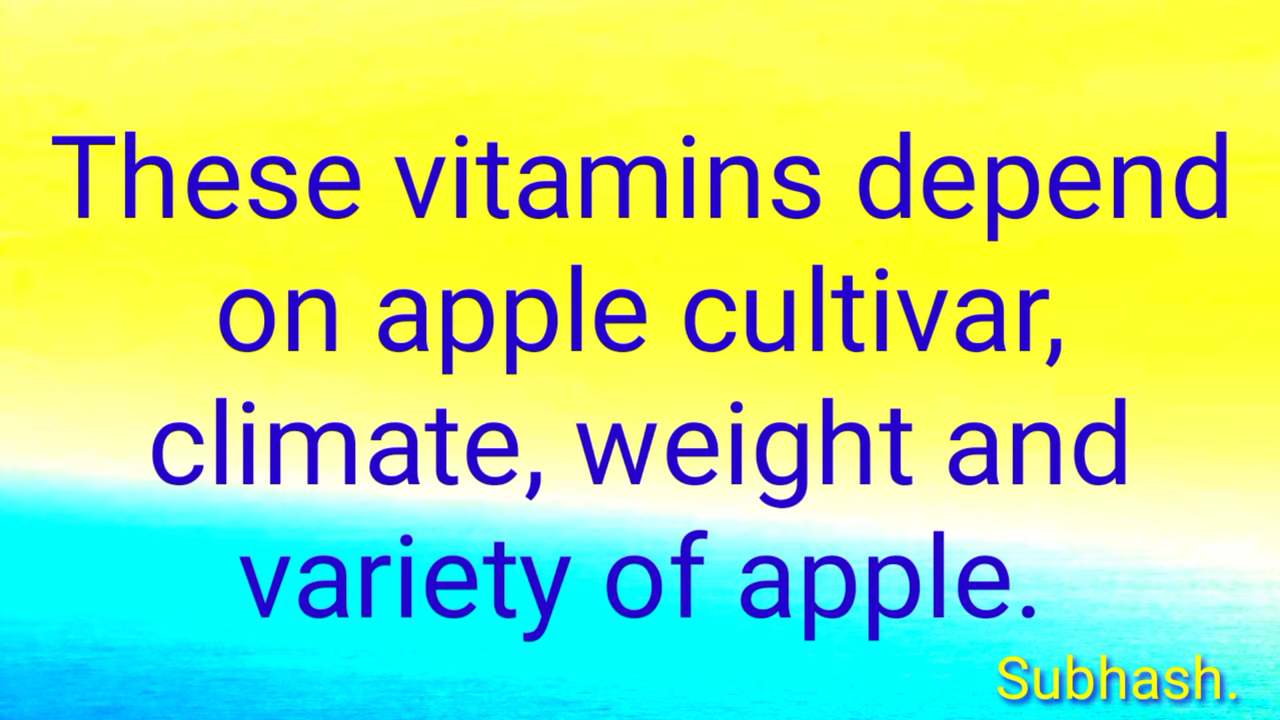 These vitamins depend
on apple cultivar,
climate, weight and
variety of apple.
Subhash.